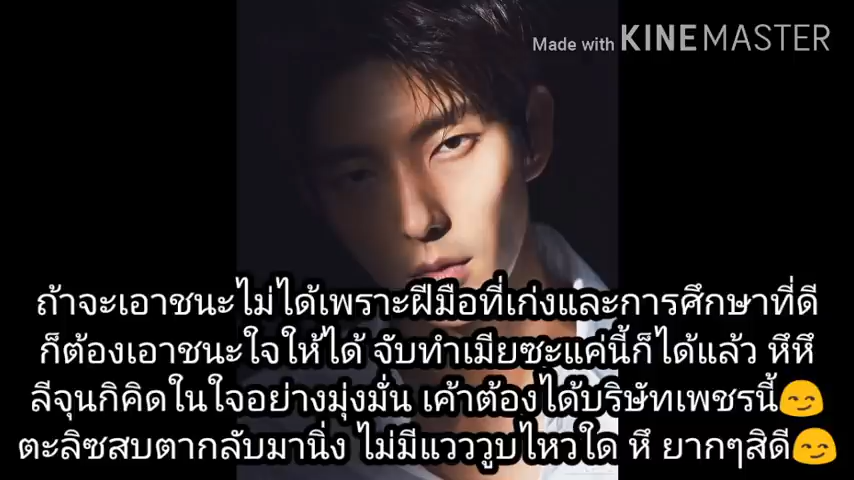 Made with KINEMASTER
ถ้าจะเอาชนะไม่ได้เพราะฝีมือที่เก่งและการศึกษาที่ดี
ก็ต้องเอาชนะใจให้ได้ จับทำเมียซะแค่นี้ก็ได้แล้ว หึหึ
ลีจุนกิคิดในใจอย่างมุ่งมั่น เค้าต้องได้บริษัทเพชรนี้😏
ตะลิซสบตากลับมานิ่ง ไม่มีแวววูบไหวใด หึ ยากๆสิดี😏